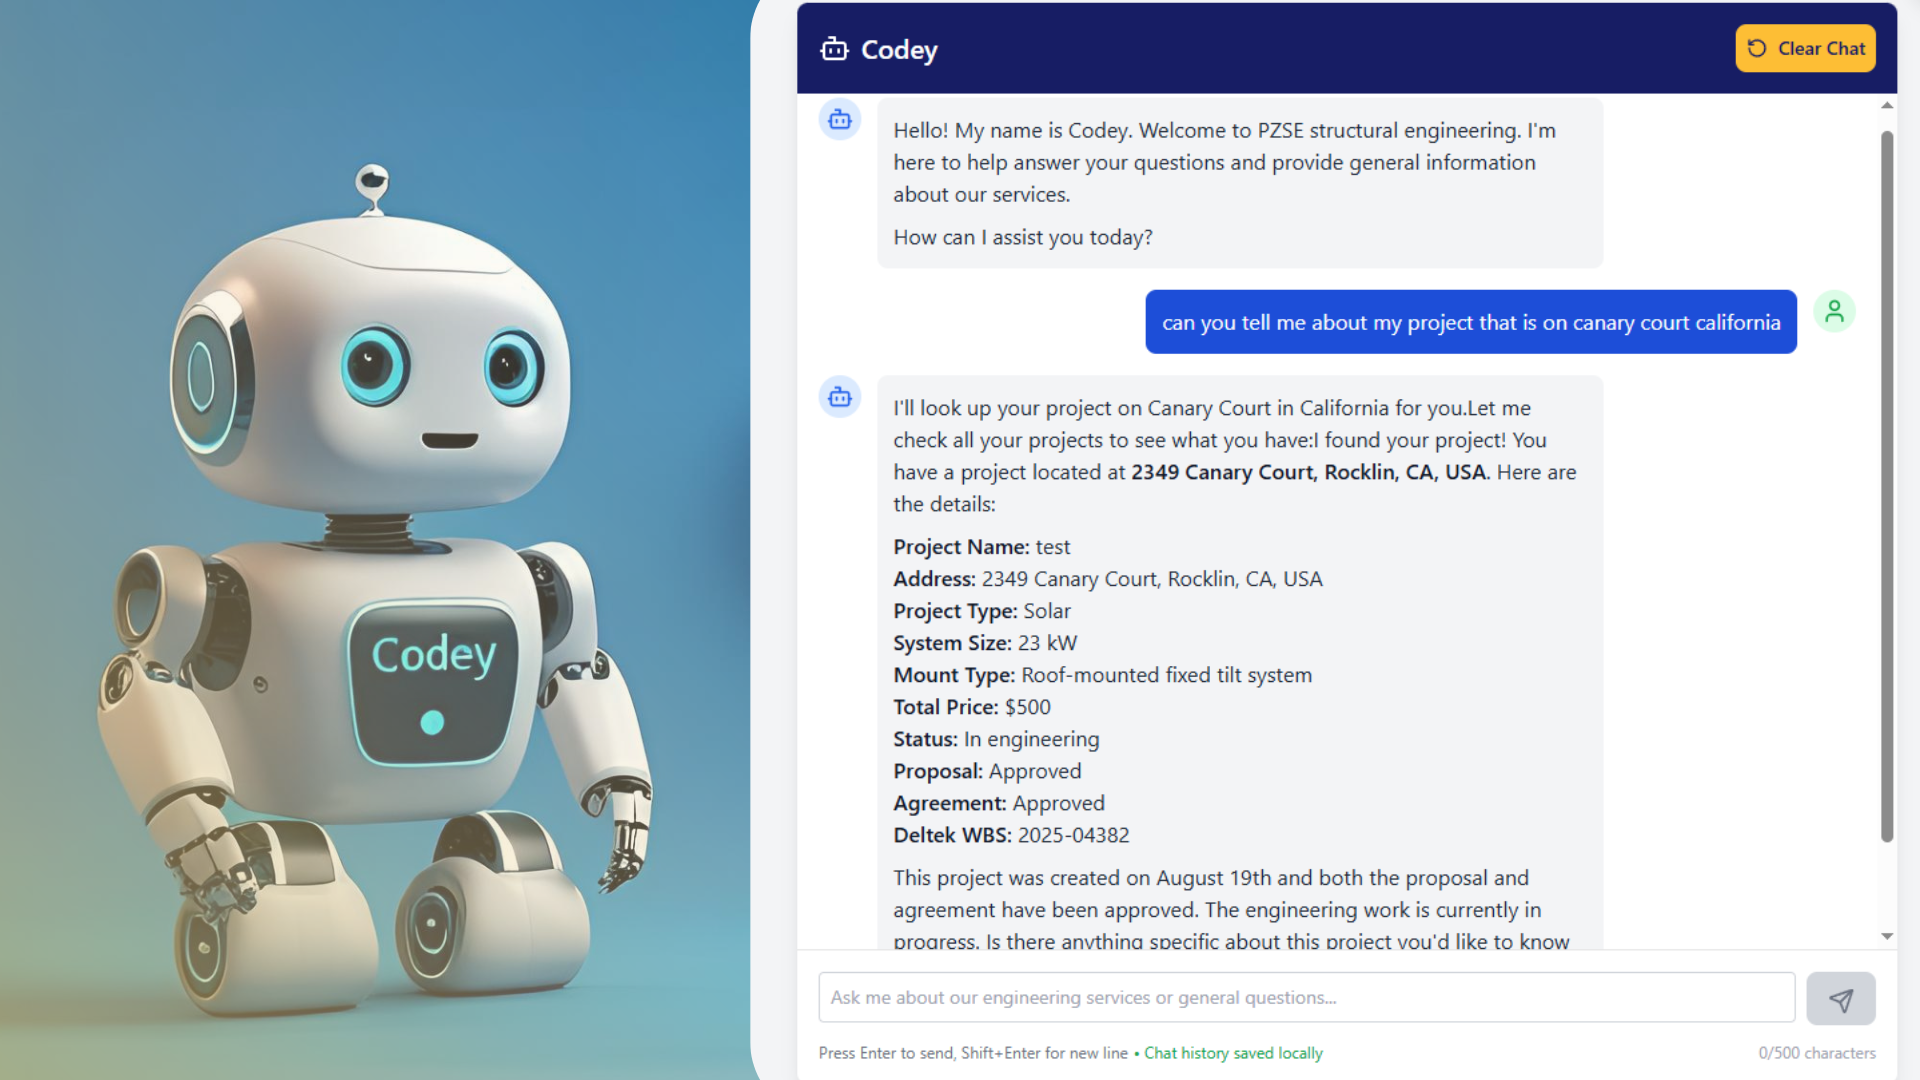 Codey
Codey
Clear Chat
Hello! My name is Codey. Welcome to PZSE structural engineering. I'm
here to help answer your questions and provide general information
about our services.
How can I assist you today?
can you tell me about my project that is on canary court california
I'll look up your project on Canary Court in California for you.Let me
check all your projects to see what you have:I found your project! You
have a project located at 2349 Canary Court, Rocklin, CA, USA. Here are
the details:
Project Name: test
Address: 2349 Canary Court, Rocklin, CA, USA
Project Type: Solar
System Size: 23 kW
Mount Type: Roof-mounted fixed tilt system
Total Price: $500
Status: In engineering
Proposal: Approved
Agreement: Approved
Deltek WBS: 2025-04382
This project was created on August 19th and both the proposal and
agreement have been approved. The engineering work is currently in
progress. Is there anything specific about this project you'd like to know
Ask me about our engineering services or general questions...
Press Enter to send, Shift+Enter for new line • Chat history saved locally
0/500 characters